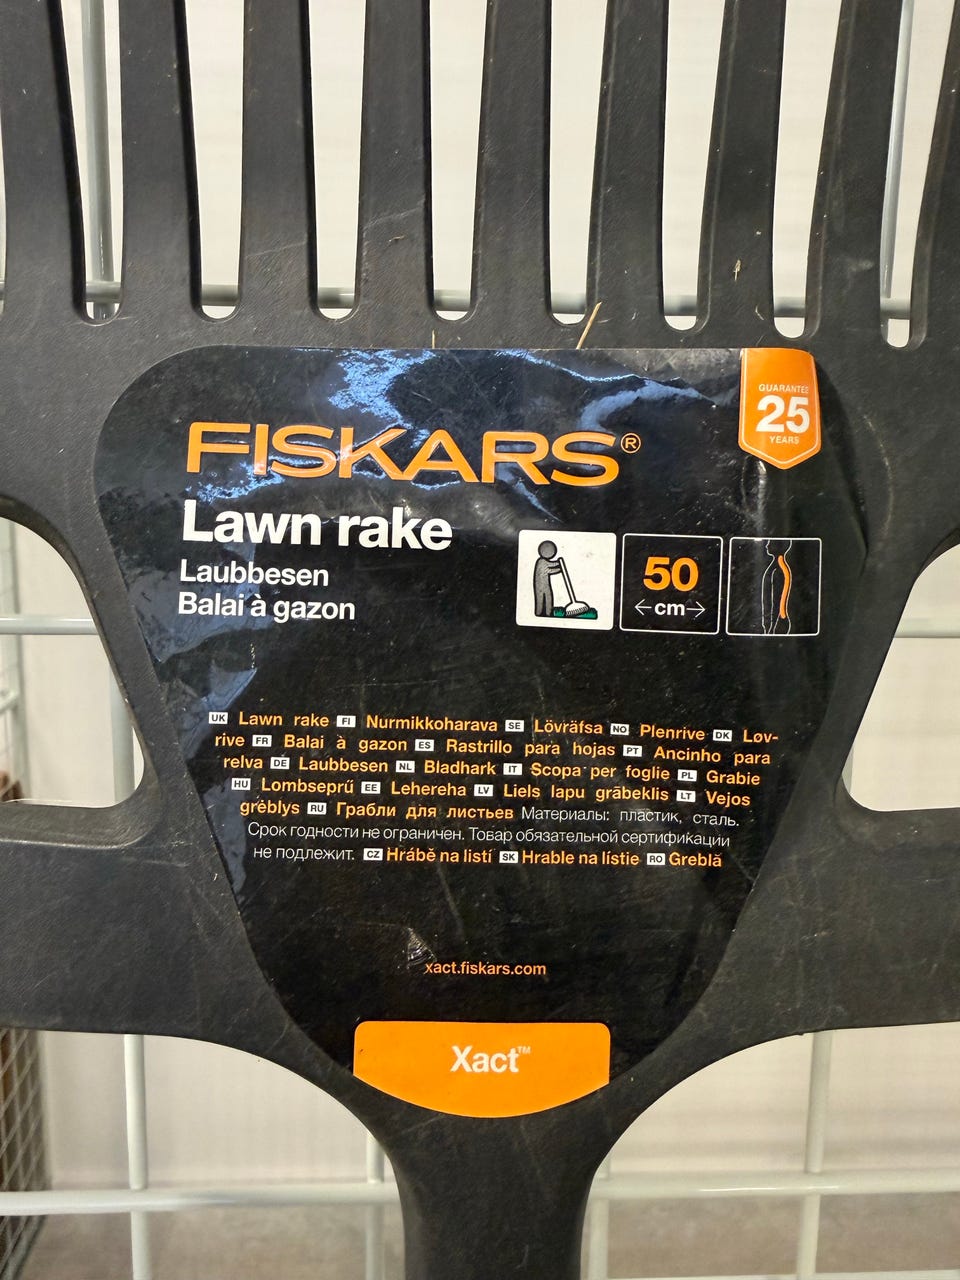 GUARANTEE
25
YEARS
FISKARS®
Lawn rake
Laubbesen
Balai à gazon
50
cm
UK Lawn rake FI Nurmikkoharava SE Lövräfsa NO Plenrive DK Løv-
rive FR Balai à gazon ES Rastrillo para hojas PT Ancinho para
relva DE Laubbesen NL Bladhark IT Scopa per foglie PL Grabie
HU Lombseprű EE Lehereha LV Liels lapu grābeklis LT Vejos
grėblys RU Грабли для листьев Материалы: пластик, сталь.
Срок годности не ограничен. Товар обязательной сертификации
не подлежит. CZ Hrábě na listí SK Hrable na lístie RO Greblă
xact.fiskars.com
Xact™